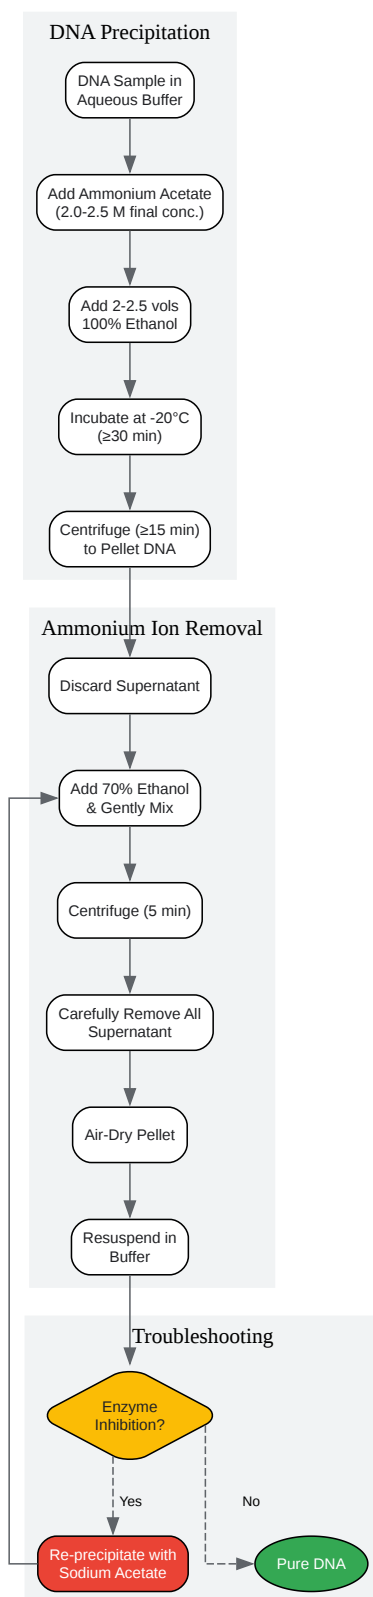 DNA Precipitation
DNA Sample in
Aqueous Buffer
Add Ammonium Acetate
(2.0-2.5 M final conc.)
Add 2-2.5 vols
100% Ethanol
Incubate at -20°C
(≥30 min)
Centrifuge (≥15 min)
to Pellet DNA
Ammonium Ion Removal
Discard Supernatant
Add 70% Ethanol
& Gently Mix
Centrifuge (5 min)
Carefully Remove All
Supernatant
Air-Dry Pellet
Resuspend in
Buffer
Troubleshooting
Enzyme
Inhibition?
Yes
No
Re-precipitate with
Sodium Acetate
Pure DNA